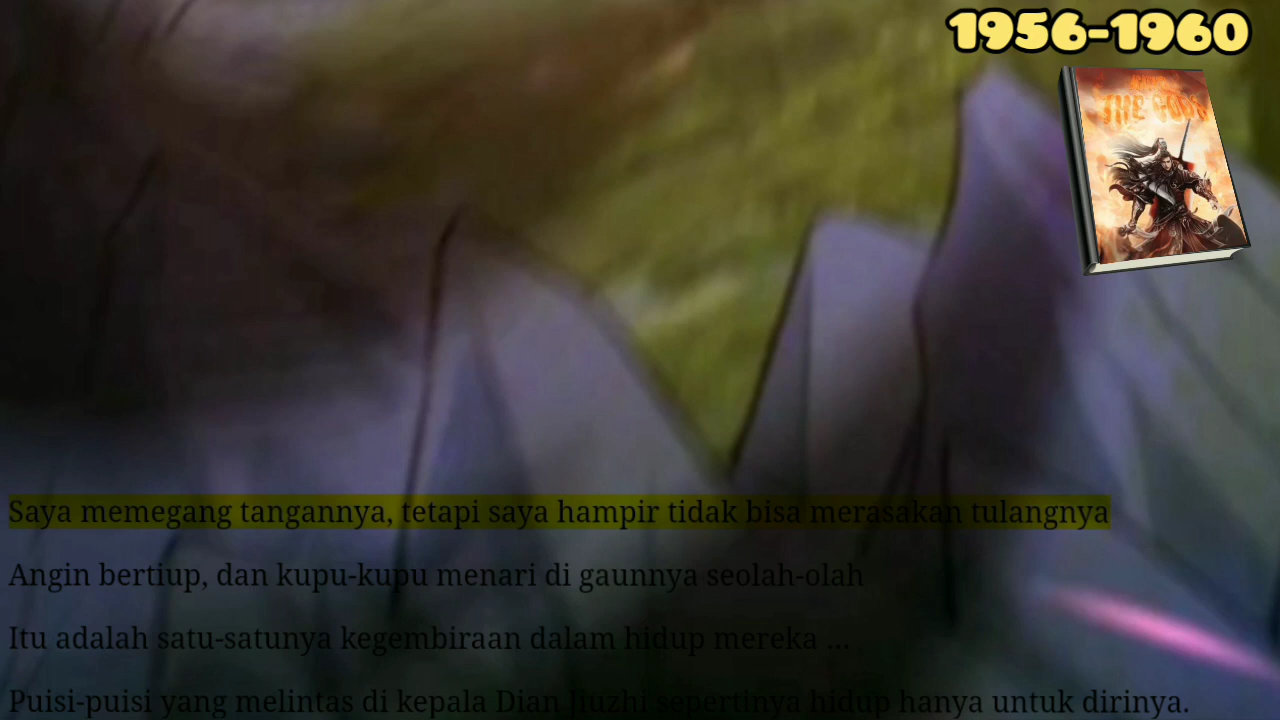 1956-1960
THE GODS
Saya memegang tangannya, tetapi saya hampir tidak bisa merasakan tulangnya
Angin bertiup, dan kupu-kupu menari di gaunnya seolah-olah
Itu adalah satu-satunya kegembiraan dalam hidup mereka ...
Puisi-puisi yang melintas di kepala Dian Jiuzhi sepertinya hidup hanya untuk dirinya.